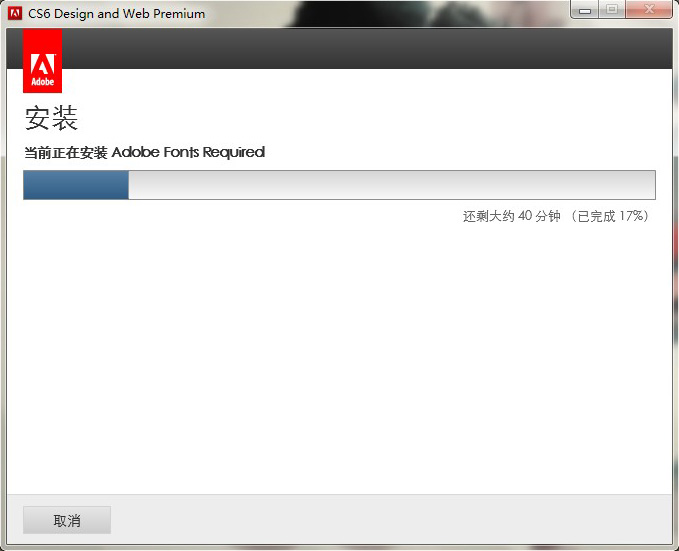 CS6 Design and Web Premium
Adobe
安装
当前正在安装 Adobe Fonts Required
还剩大约 40 分钟 （已完成 17%）
取消